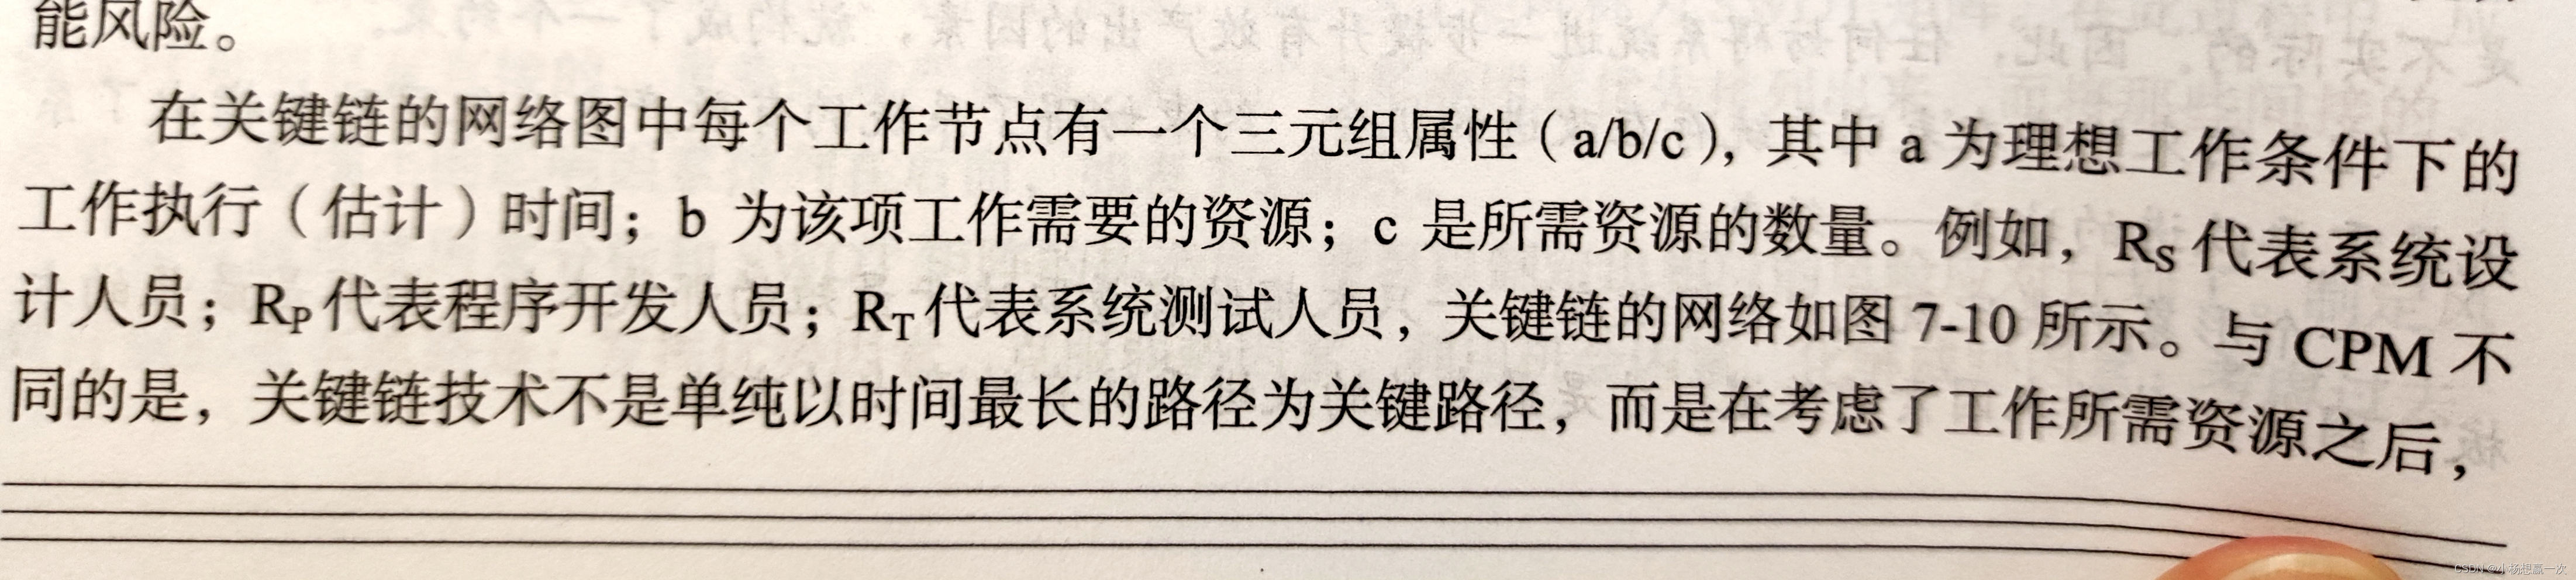 能风险。
在关键链的网络图中每个工作节点有一个三元组属性（a/b/c），其中 a 为理想工作条件下的
工作执行（估计）时间；b 为该项工作需要的资源；c 是所需资源的数量。例如，RS 代表系统设
计人员；RP 代表程序开发人员；RT 代表系统测试人员，关键链的网络如图 7-10 所示。与 CPM 不
同的是，关键链技术不是单纯以时间最长的路径为关键路径，而是在考虑了工作所需资源之后，
CSDN @小杨想赢一次